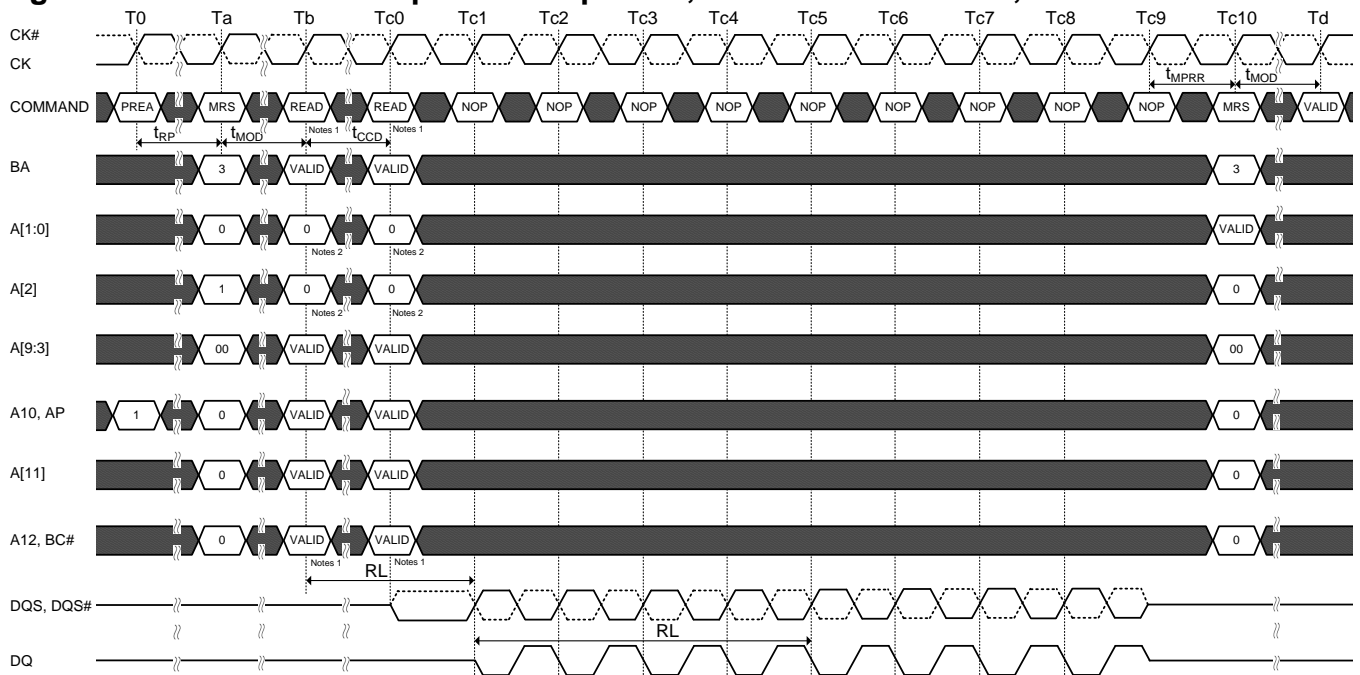 T0 Ta Tb Tc0 Tc1 Tc2 Tc3 Tc4 Tc5 Tc6 Tc7 Tc8 Tc9 Tc10 Td
CK#
CK
tMPRR tMOD
COMMAND PREA MRS READ READ NOP NOP NOP NOP NOP NOP NOP NOP NOP MRS VALID
Notes 1 Notes 1
tRP tMOD tCCD
BA 3 VALID VALID 3
A[1:0] 0 0 0 VALID
Notes 2 Notes 2
A[2] 1 0 0 0
Notes 2 Notes 2
A[9:3] 00 VALID VALID 00
A10, AP 1 0 VALID VALID 0
A[11] 0 VALID VALID 0
A12, BC# 0 VALID VALID 0
Notes 1 Notes 1
RL
DQS, DQS#
RL
DQ